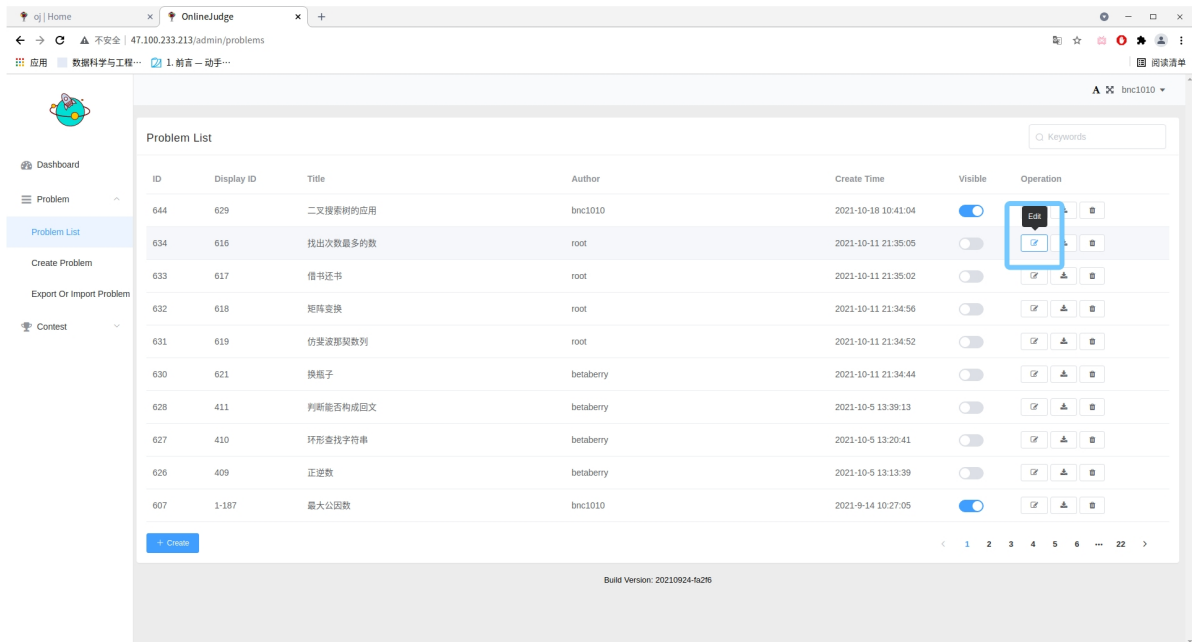 oj | Home
OnlineJudge
不安全 | 47.100.233.213/admin/problems
应用 数据科学与工程… 1. 前言 — 动手… 阅读清单
A bnc1010
Problem List Keywords
Dashboard
Problem
Problem List
Create Problem
Export Or Import Problem
Contest
ID Display ID Title Author Create Time Visible Operation
644 629 二叉搜索树的应用 bnc1010 2021-10-18 10:41:04
Edit
634 616 找出次数最多的数 root 2021-10-11 21:35:05
633 617 借书还书 root 2021-10-11 21:35:02
632 618 矩阵变换 root 2021-10-11 21:34:56
631 619 仿斐波那契数列 root 2021-10-11 21:34:52
630 621 换瓶子 betaberry 2021-10-11 21:34:44
628 411 判断能否构成回文 betaberry 2021-10-5 13:39:13
627 410 环形查找字符串 betaberry 2021-10-5 13:20:41
626 409 正逆数 betaberry 2021-10-5 13:13:39
607 1-187 最大公因数 bnc1010 2021-9-14 10:27:05
+ Create < 1 2 3 4 5 6 ··· 22 >
Build Version: 20210924-fa2f6